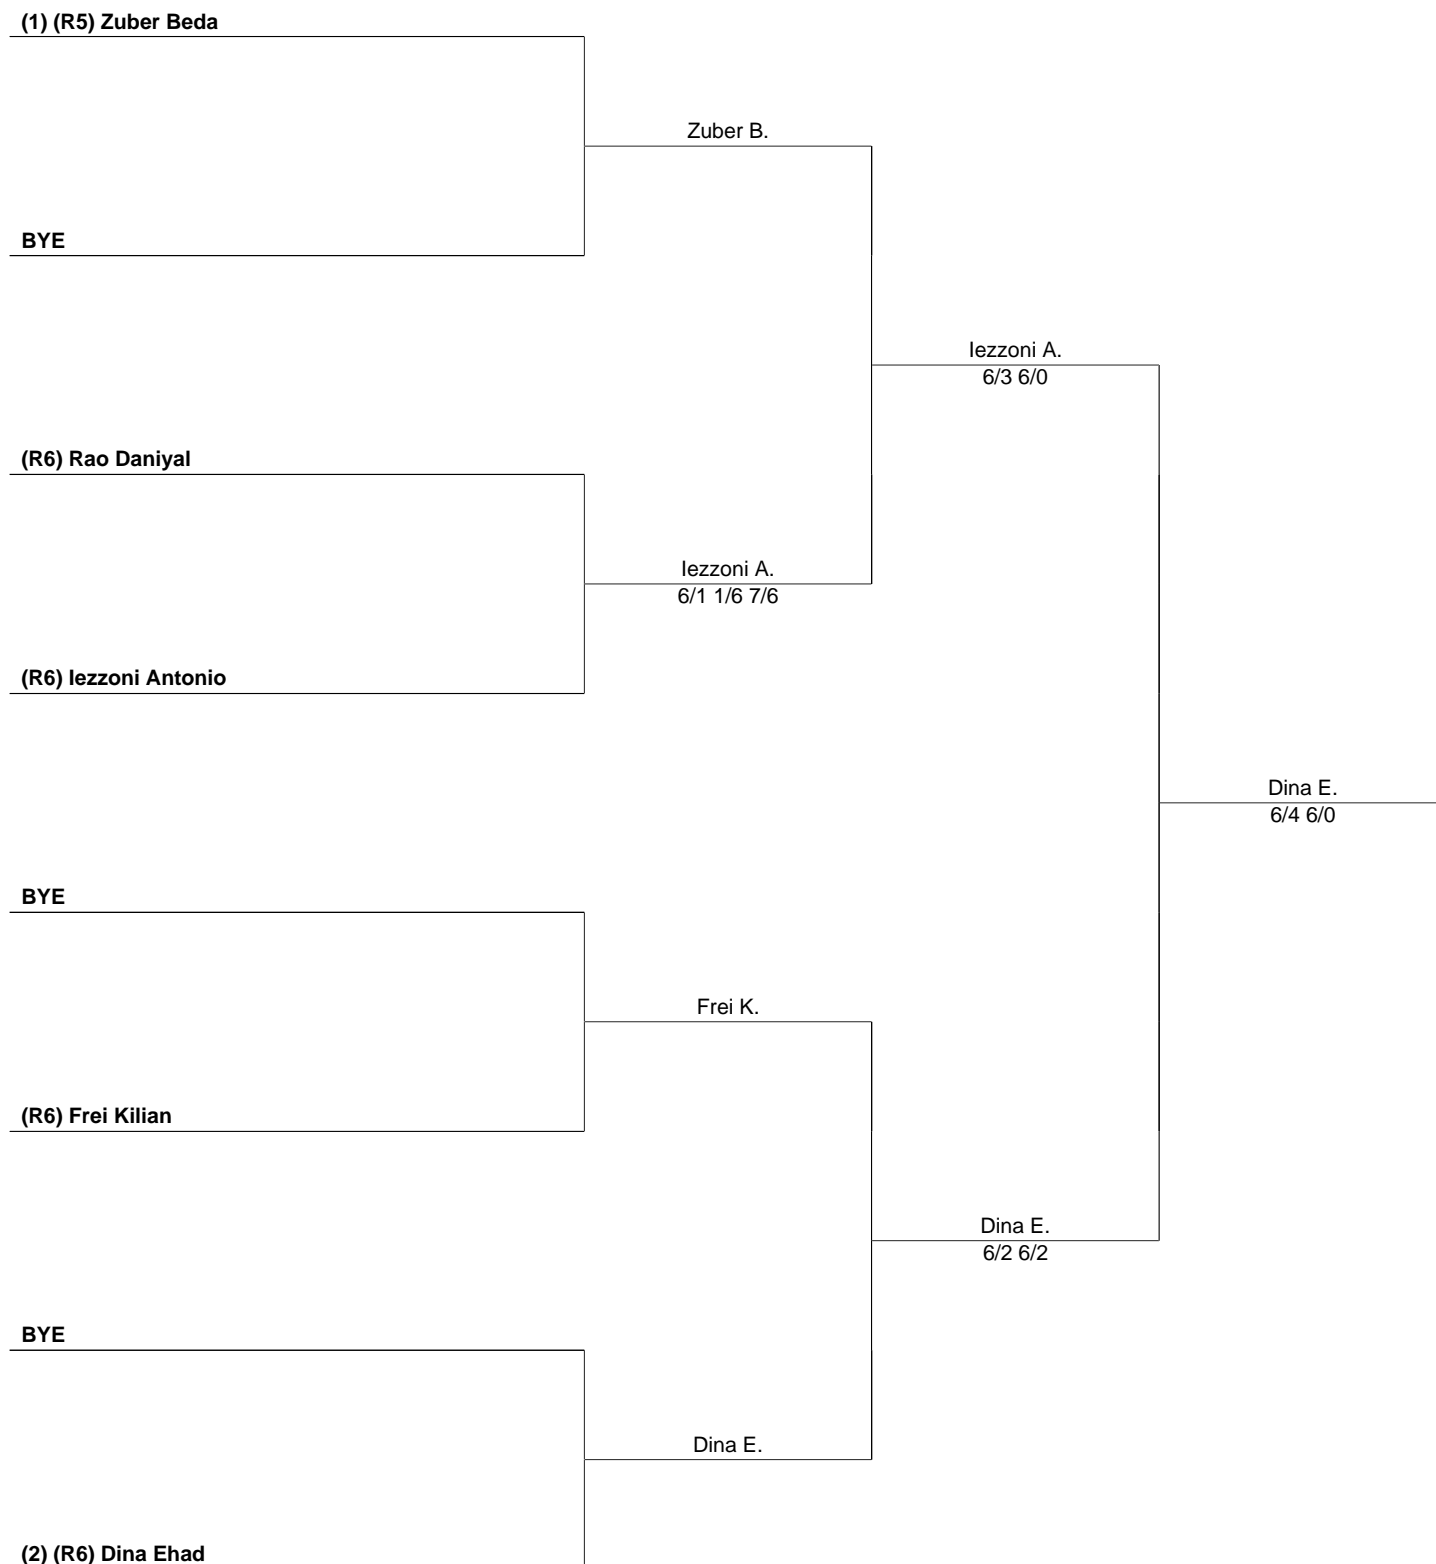 (1) (R5) Zuber Beda
Zuber B.
BYE
Iezzoni A.
6/3 6/0
(R6) Rao Daniyal
Iezzoni A.
6/1 1/6 7/6
(R6) Iezzoni Antonio
Dina E.
6/4 6/0
BYE
Frei K.
(R6) Frei Kilian
Dina E.
6/2 6/2
BYE
Dina E.
(2) (R6) Dina Ehad